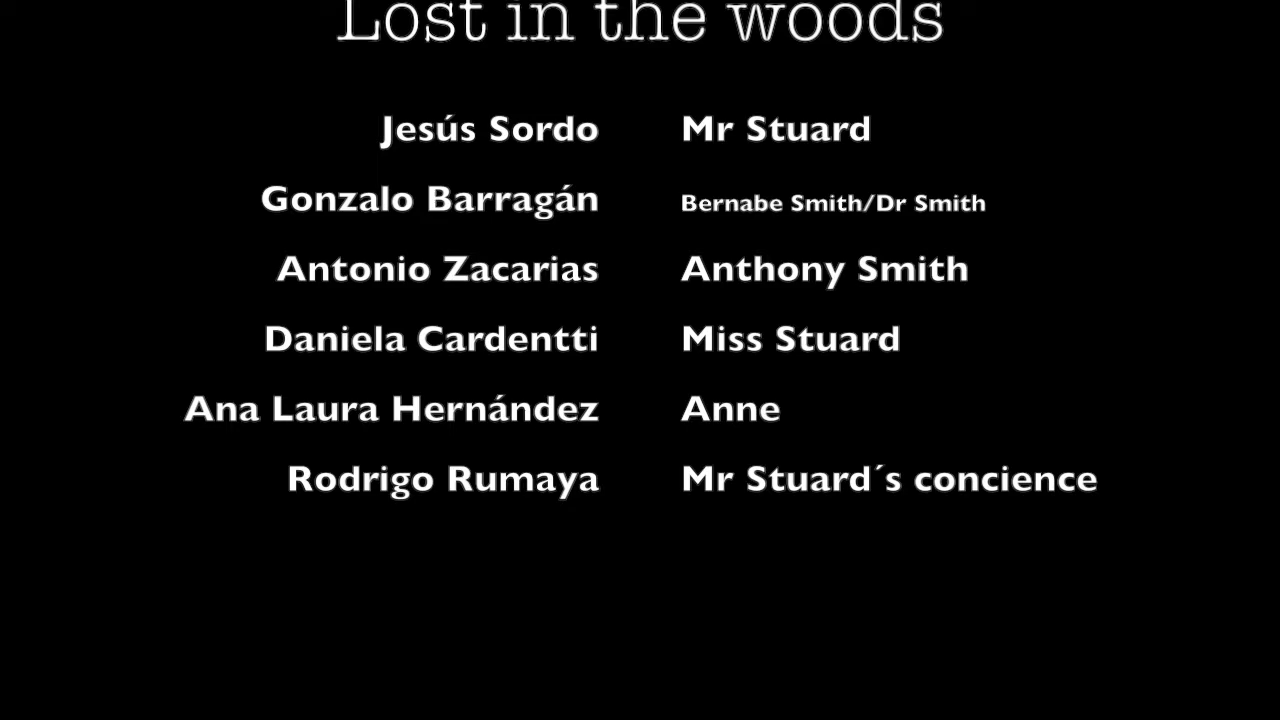 Lost in the woods
Jesús Sordo Mr Stuard
Gonzalo Barragán Bernabe Smith/Dr Smith
Antonio Zacarias Anthony Smith
Daniela Cardentti Miss Stuard
Ana Laura Hernández Anne
Rodrigo Rumaya Mr Stuard´s concience